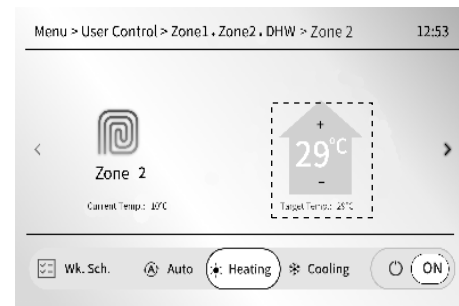 Menu > User Control > Zone1、Zone2、DHW > Zone 2 12:53
+
29°C
−
Zone 2
Current Temp.: 10°C Target Temp.: 29°C
Wk. Sch. Auto Heating Cooling ON